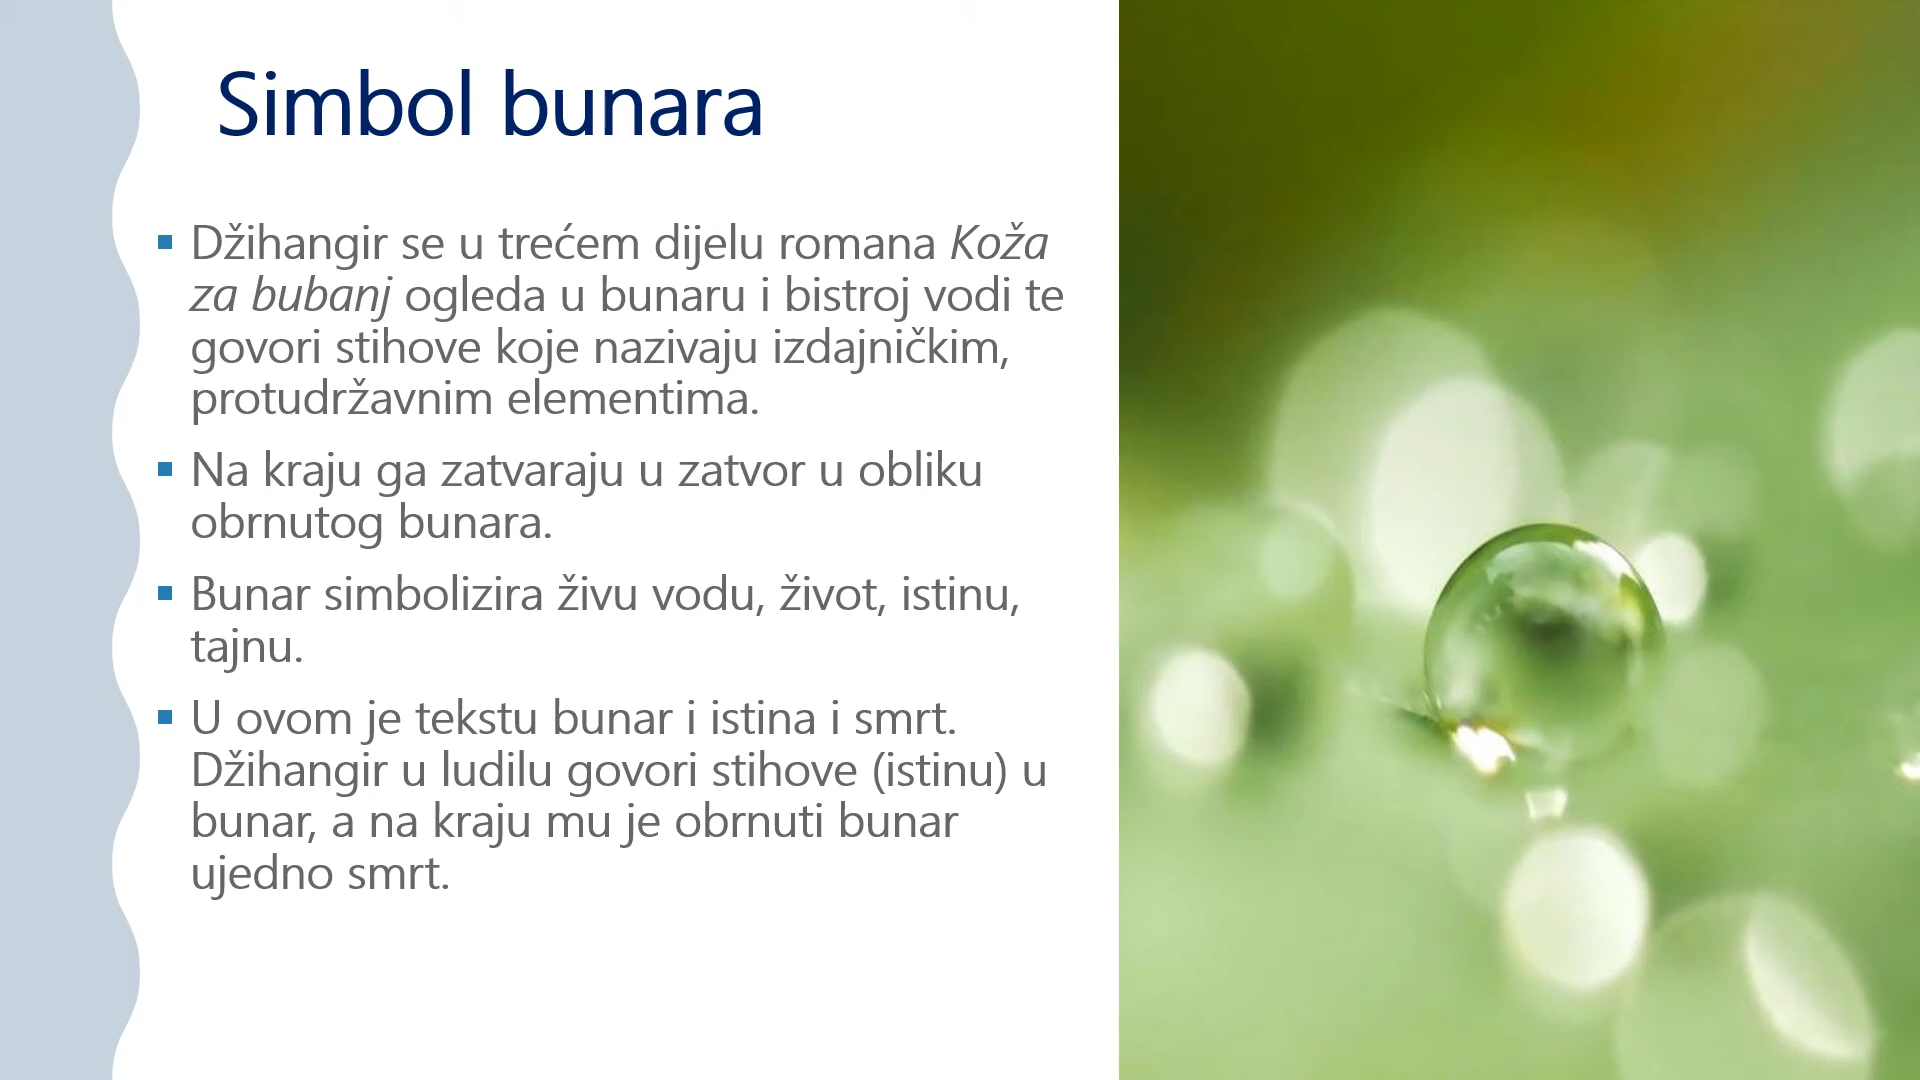 Simbol bunara
▪ Džihangir se u trećem dijelu romana Koža
za bubanj ogleda u bunaru i bistroj vodi te
govori stihove koje nazivaju izdajničkim,
protudržavnim elementima.
▪ Na kraju ga zatvaraju u zatvor u obliku
obrnutog bunara.
▪ Bunar simbolizira živu vodu, život, istinu,
tajnu.
▪ U ovom je tekstu bunar i istina i smrt.
Džihangir u ludilu govori stihove (istinu) u
bunar, a na kraju mu je obrnuti bunar
ujedno smrt.